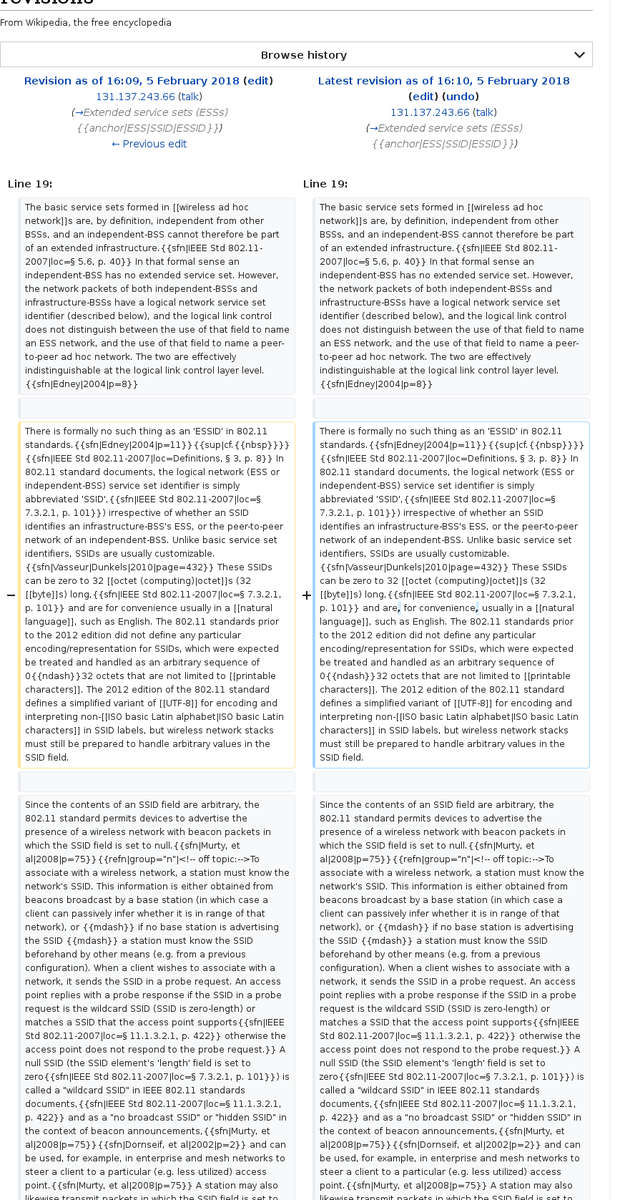 revisions
From Wikipedia, the free encyclopedia
Browse history
Revision as of 16:09, 5 February 2018 (edit)
131.137.243.66 (talk)
(→Extended service sets (ESSs)
{{anchor|ESS|SSID|ESSID}})
← Previous edit
Latest revision as of 16:10, 5 February 2018
(edit) (undo)
131.137.243.66 (talk)
(→Extended service sets (ESSs)
{{anchor|ESS|SSID|ESSID}})
Line 19:
The basic service sets formed in [[wireless ad hoc
network]]s are, by definition, independent from other
BSSs, and an independent-BSS cannot therefore be part
of an extended infrastructure.{{sfn|IEEE Std 802.11-
2007|loc=§ 5.6, p. 40}} In that formal sense an
independent-BSS has no extended service set. However,
the network packets of both independent-BSSs and
infrastructure-BSSs have a logical network service set
identifier (described below), and the logical link control
does not distinguish between the use of that field to name
an ESS network, and the use of that field to name a peer-
to-peer ad hoc network. The two are effectively
indistinguishable at the logical link control layer level.
{{sfn|Edney|2004|p=8}}
There is formally no such thing as an 'ESSID' in 802.11
standards.{{sfn|Edney|2004|p=11}}{{sup|cf.{{nbsp}}}}
{{sfn|IEEE Std 802.11-2007|loc=Definitions, § 3, p. 8}} In
802.11 standard documents, the logical network (ESS or
independent-BSS) service set identifier is simply
abbreviated 'SSID',{{sfn|IEEE Std 802.11-2007|loc=§
7.3.2.1, p. 101}}) irrespective of whether an SSID
identifies an infrastructure-BSS's ESS, or the peer-to-peer
network of an independent-BSS. Unlike basic service set
identifiers, SSIDs are usually customizable.
{{sfn|Vasseur|Dunkels|2010|page=432}} These SSIDs
can be zero to 32 [[octet (computing)|octet]]s (32
− [[byte]]s) long,{{sfn|IEEE Std 802.11-2007|loc=§ 7.3.2.1,
p. 101}} and are for convenience usually in a [[natural
language]], such as English. The 802.11 standards prior
to the 2012 edition did not define any particular
encoding/representation for SSIDs, which were expected
be treated and handled as an arbitrary sequence of
0{{ndash}}32 octets that are not limited to [[printable
characters]]. The 2012 edition of the 802.11 standard
defines a simplified variant of [[UTF-8]] for encoding and
interpreting non-[[ISO basic Latin alphabet|ISO basic Latin
characters]] in SSID labels, but wireless network stacks
must still be prepared to handle arbitrary values in the
SSID field.
Since the contents of an SSID field are arbitrary, the
802.11 standard permits devices to advertise the
presence of a wireless network with beacon packets in
which the SSID field is set to null.{{sfn|Murty, et
al|2008|p=75}}{{refn|group="n"|<!-- off topic:-->To
associate with a wireless network, a station must know the
network's SSID. This information is either obtained from
beacons broadcast by a base station (in which case a
client can passively infer whether it is in range of that
network), or {{mdash}} if no base station is advertising
the SSID {{mdash}} a station must know the SSID
beforehand by other means (e.g. from a previous
configuration). When a client wishes to associate with a
network, it sends the SSID in a probe request. An access
point replies with a probe response if the SSID in a probe
request is the wildcard SSID (SSID is zero-length) or
matches a SSID that the access point supports{{sfn|IEEE
Std 802.11-2007|loc=§ 11.1.3.2.1, p. 422}} otherwise the
access point does not respond to the probe request.}} A
null SSID (the SSID element's 'length' field is set to
zero{{sfn|IEEE Std 802.11-2007|loc=§ 7.3.2.1, p. 101}}) is
called a "wildcard SSID" in IEEE 802.11 standards
documents,{{sfn|IEEE Std 802.11-2007|loc=§ 11.1.3.2.1,
p. 422}} and as a "no broadcast SSID" or "hidden SSID" in
the context of beacon announcements,{{sfn|Murty, et
al|2008|p=75}}{{sfn|Dornseif, et al|2002|p=2}} and can
be used, for example, in enterprise and mesh networks to
steer a client to a particular (e.g. less utilized) access
point.{{sfn|Murty, et al|2008|p=75}} A station may also
likewise transmit packets in which the SSID field is set to
Line 19:
The basic service sets formed in [[wireless ad hoc
network]]s are, by definition, independent from other
BSSs, and an independent-BSS cannot therefore be part
of an extended infrastructure.{{sfn|IEEE Std 802.11-
2007|loc=§ 5.6, p. 40}} In that formal sense an
independent-BSS has no extended service set. However,
the network packets of both independent-BSSs and
infrastructure-BSSs have a logical network service set
identifier (described below), and the logical link control
does not distinguish between the use of that field to name
an ESS network, and the use of that field to name a peer-
to-peer ad hoc network. The two are effectively
indistinguishable at the logical link control layer level.
{{sfn|Edney|2004|p=8}}
There is formally no such thing as an 'ESSID' in 802.11
standards.{{sfn|Edney|2004|p=11}}{{sup|cf.{{nbsp}}}}
{{sfn|IEEE Std 802.11-2007|loc=Definitions, § 3, p. 8}} In
802.11 standard documents, the logical network (ESS or
independent-BSS) service set identifier is simply
abbreviated 'SSID',{{sfn|IEEE Std 802.11-2007|loc=§
7.3.2.1, p. 101}}) irrespective of whether an SSID
identifies an infrastructure-BSS's ESS, or the peer-to-peer
network of an independent-BSS. Unlike basic service set
identifiers, SSIDs are usually customizable.
{{sfn|Vasseur|Dunkels|2010|page=432}} These SSIDs
can be zero to 32 [[octet (computing)|octet]]s (32
+ [[byte]]s) long,{{sfn|IEEE Std 802.11-2007|loc=§ 7.3.2.1,
p. 101}} and are, for convenience, usually in a [[natural
language]], such as English. The 802.11 standards prior
to the 2012 edition did not define any particular
encoding/representation for SSIDs, which were expected
be treated and handled as an arbitrary sequence of
0{{ndash}}32 octets that are not limited to [[printable
characters]]. The 2012 edition of the 802.11 standard
defines a simplified variant of [[UTF-8]] for encoding and
interpreting non-[[ISO basic Latin alphabet|ISO basic Latin
characters]] in SSID labels, but wireless network stacks
must still be prepared to handle arbitrary values in the
SSID field.
Since the contents of an SSID field are arbitrary, the
802.11 standard permits devices to advertise the
presence of a wireless network with beacon packets in
which the SSID field is set to null.{{sfn|Murty, et
al|2008|p=75}}{{refn|group="n"|<!-- off topic:-->To
associate with a wireless network, a station must know the
network's SSID. This information is either obtained from
beacons broadcast by a base station (in which case a
client can passively infer whether it is in range of that
network), or {{mdash}} if no base station is advertising
the SSID {{mdash}} a station must know the SSID
beforehand by other means (e.g. from a previous
configuration). When a client wishes to associate with a
network, it sends the SSID in a probe request. An access
point replies with a probe response if the SSID in a probe
request is the wildcard SSID (SSID is zero-length) or
matches a SSID that the access point supports{{sfn|IEEE
Std 802.11-2007|loc=§ 11.1.3.2.1, p. 422}} otherwise the
access point does not respond to the probe request.}} A
null SSID (the SSID element's 'length' field is set to
zero{{sfn|IEEE Std 802.11-2007|loc=§ 7.3.2.1, p. 101}}) is
called a "wildcard SSID" in IEEE 802.11 standards
documents,{{sfn|IEEE Std 802.11-2007|loc=§ 11.1.3.2.1,
p. 422}} and as a "no broadcast SSID" or "hidden SSID" in
the context of beacon announcements,{{sfn|Murty, et
al|2008|p=75}}{{sfn|Dornseif, et al|2002|p=2}} and can
be used, for example, in enterprise and mesh networks to
steer a client to a particular (e.g. less utilized) access
point.{{sfn|Murty, et al|2008|p=75}} A station may also
likewise transmit packets in which the SSID field is set to